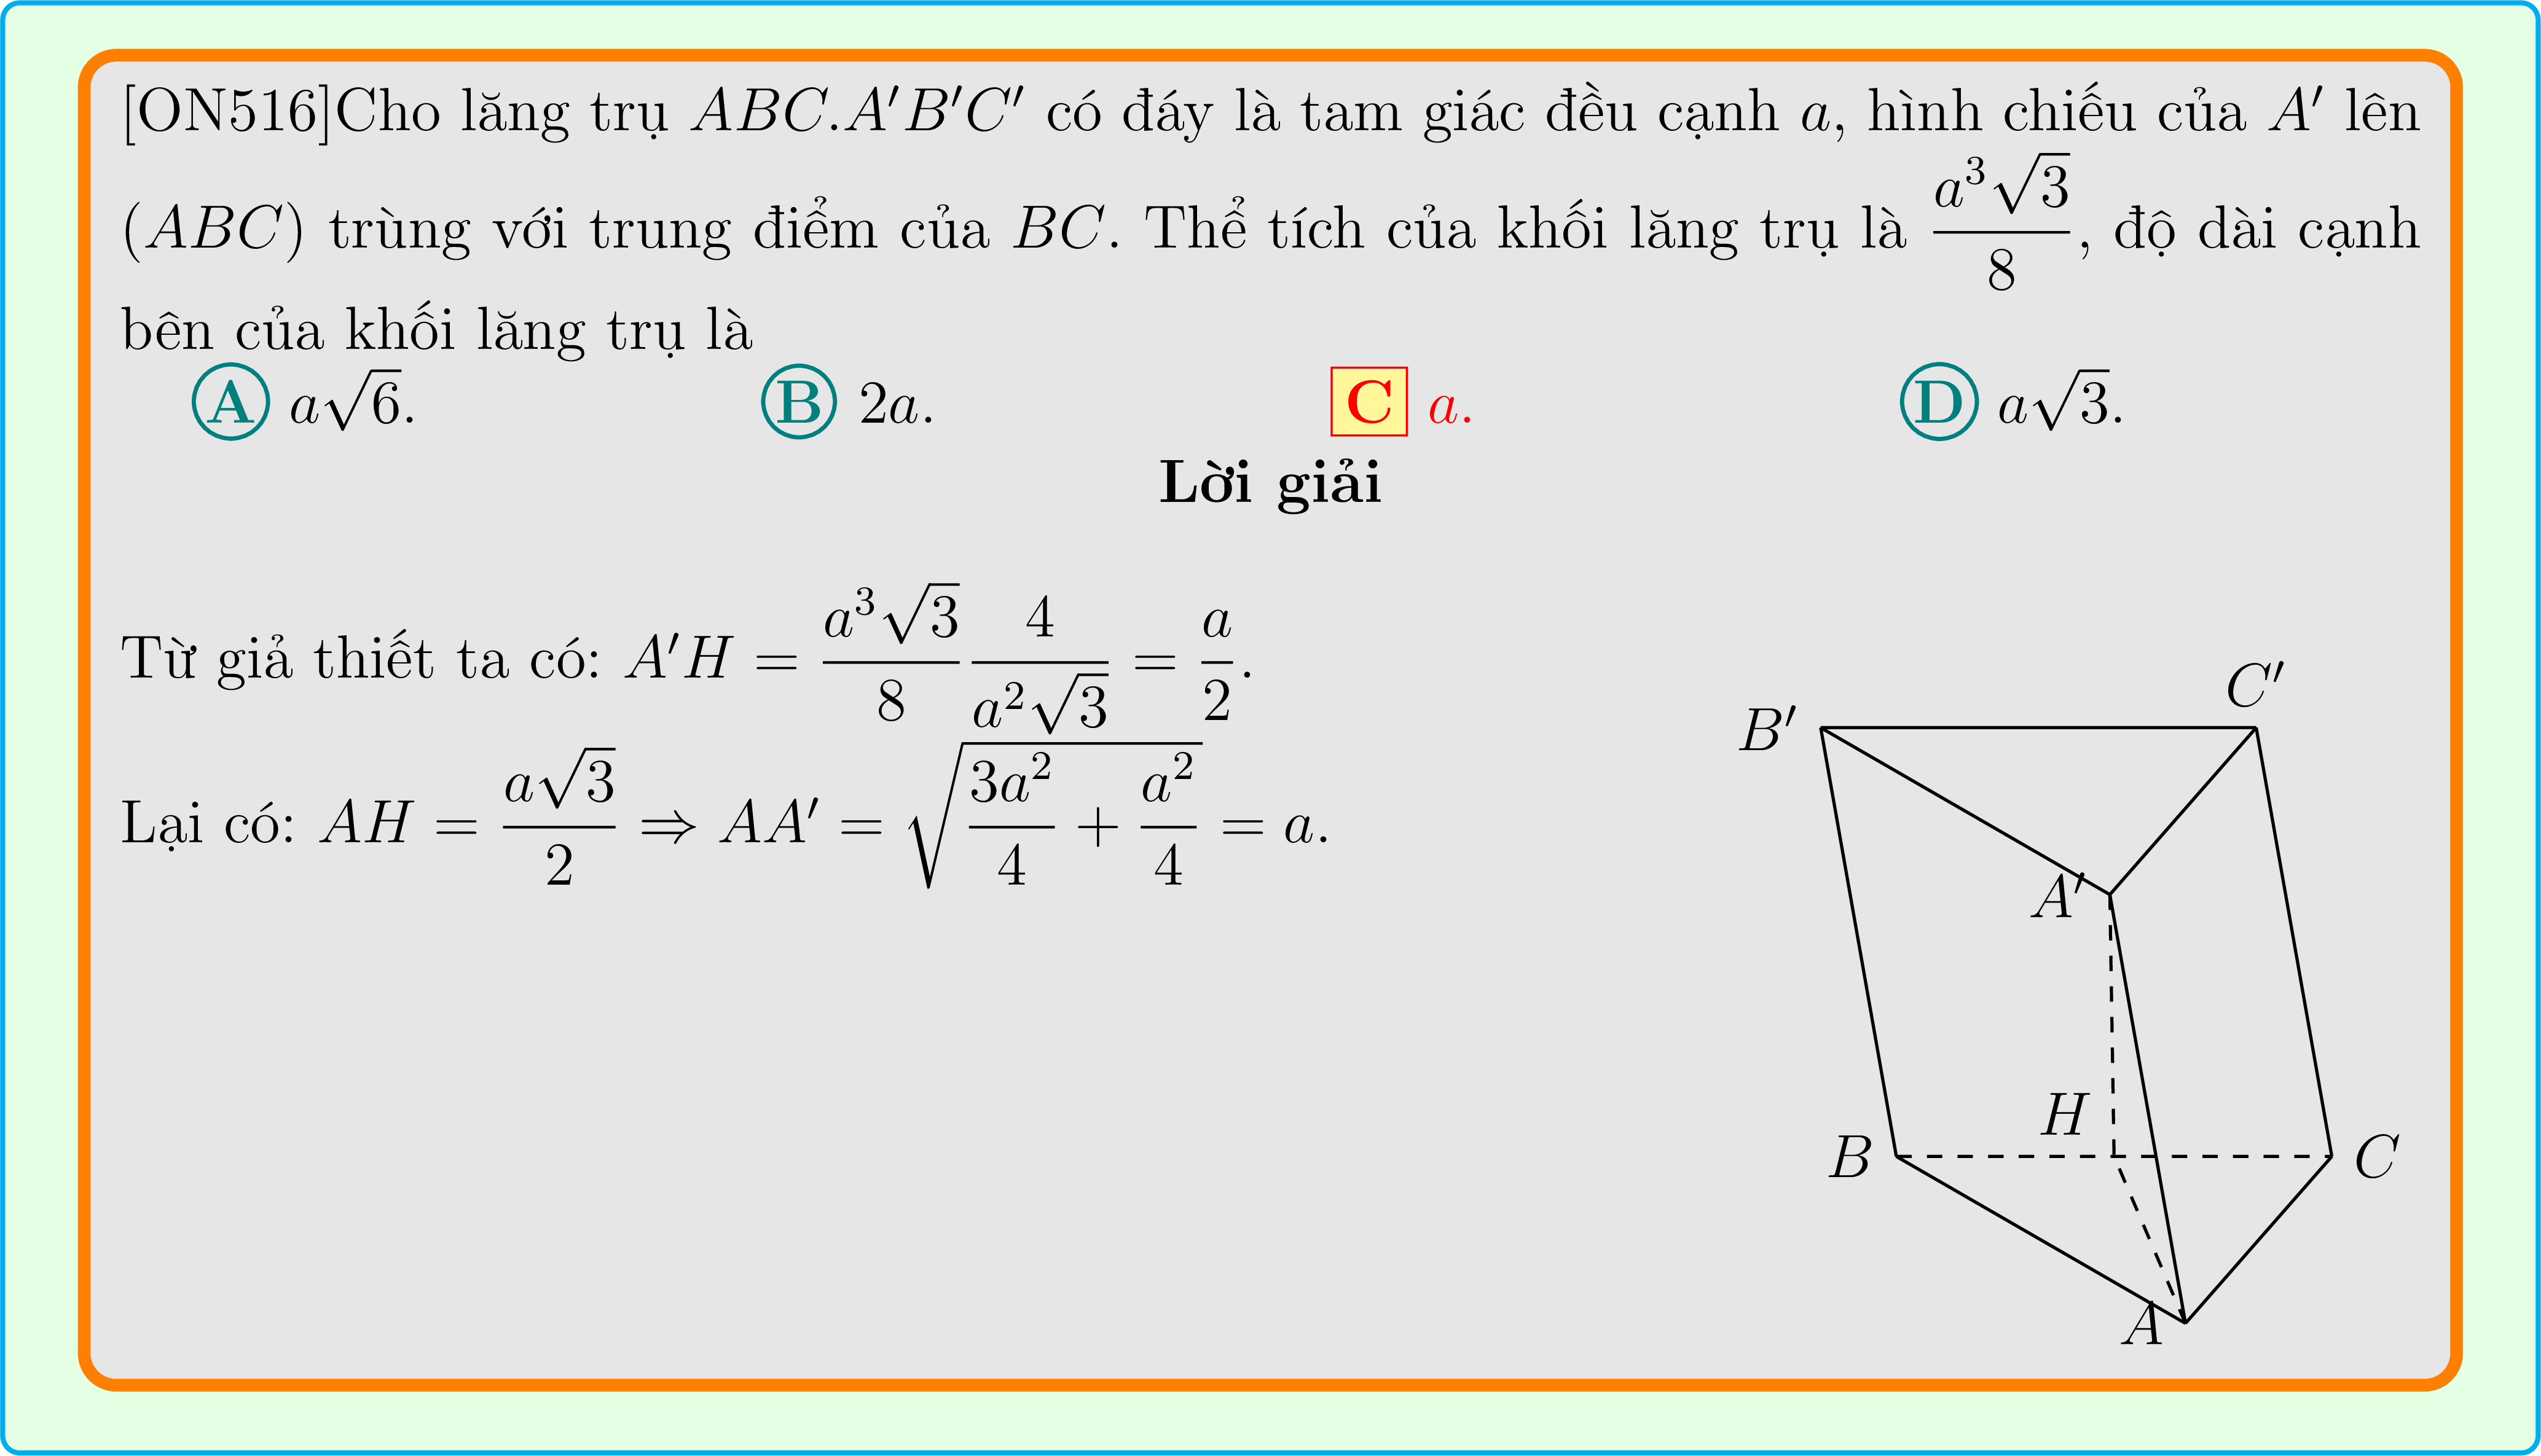 [ON516]Cho lăng trụ ABC.A′B′C′ có đáy là tam giác đều cạnh a, hình chiếu của A′ lên
(ABC) trùng với trung điểm của BC. Thể tích của khối lăng trụ là \frac{a^3\sqrt{3}}{8}, độ dài cạnh
bên của khối lăng trụ là
A a\sqrt{6}. B 2a. C a. D a\sqrt{3}.
Lời giải
Từ giả thiết ta có: A′H = \frac{a^3\sqrt{3}}{8} \frac{4}{a^2\sqrt{3}} = \frac{a}{2}.
Lại có: AH = \frac{a\sqrt{3}}{2} ⇒ AA′ = \sqrt{\frac{3a^2}{4} + \frac{a^2}{4}} = a.
C′
B′
A′
H
B
C
A